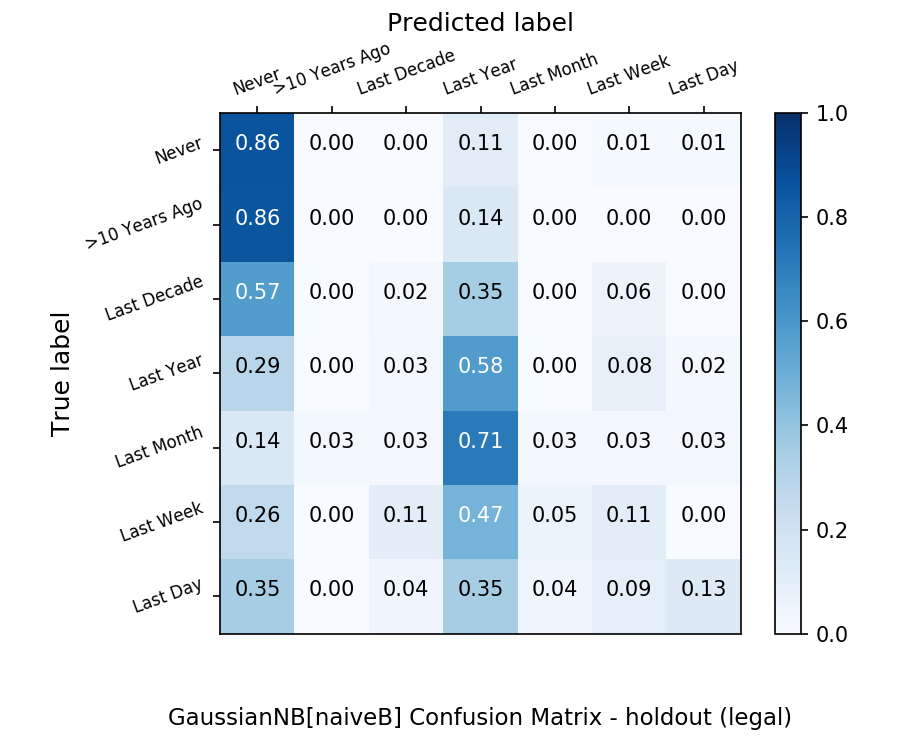 Predicted label
Never >10 Years Ago Last Decade Last Year Last Month Last Week Last Day
True label
Never 0.86 0.00 0.00 0.11 0.00 0.01 0.01
>10 Years Ago 0.86 0.00 0.00 0.14 0.00 0.00 0.00
Last Decade 0.57 0.00 0.02 0.35 0.00 0.06 0.00
Last Year 0.29 0.00 0.03 0.58 0.00 0.08 0.02
Last Month 0.14 0.03 0.03 0.71 0.03 0.03 0.03
Last Week 0.26 0.00 0.11 0.47 0.05 0.11 0.00
Last Day 0.35 0.00 0.04 0.35 0.04 0.09 0.13
1.0
0.8
0.6
0.4
0.2
0.0
GaussianNB[naiveB] Confusion Matrix - holdout (legal)